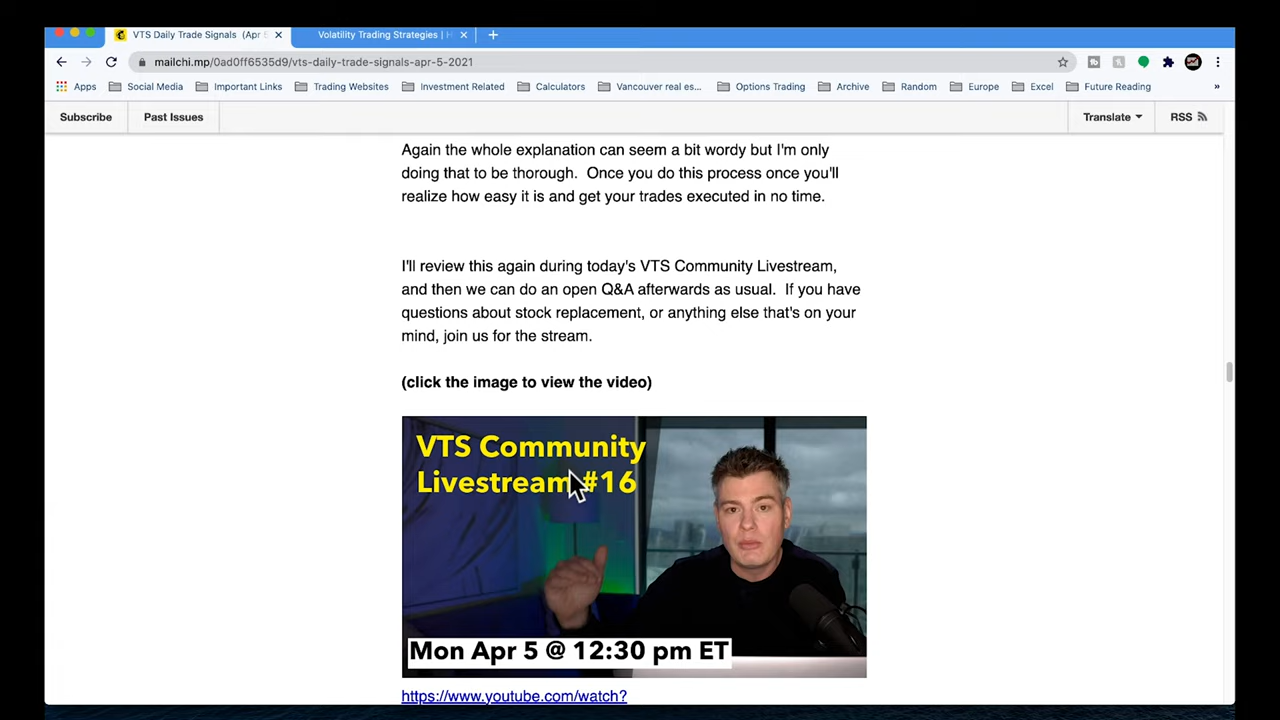 VTS Daily Trade Signals (Apr 5
Volatility Trading Strategies | H
mailchi.mp/0ad0ff6535d9/vts-daily-trade-signals-apr-5-2021
Apps Social Media Important Links Trading Websites Investment Related Calculators Vancouver real es... Options Trading Archive Random Europe Excel Future Reading »
Subscribe Past Issues Translate RSS
Again the whole explanation can seem a bit wordy but I'm only
doing that to be thorough. Once you do this process once you'll
realize how easy it is and get your trades executed in no time.
I'll review this again during today's VTS Community Livestream,
and then we can do an open Q&A afterwards as usual. If you have
questions about stock replacement, or anything else that's on your
mind, join us for the stream.
(click the image to view the video)
VTS Community
Livestream #16
Mon Apr 5 @ 12:30 pm ET
https://www.youtube.com/watch?